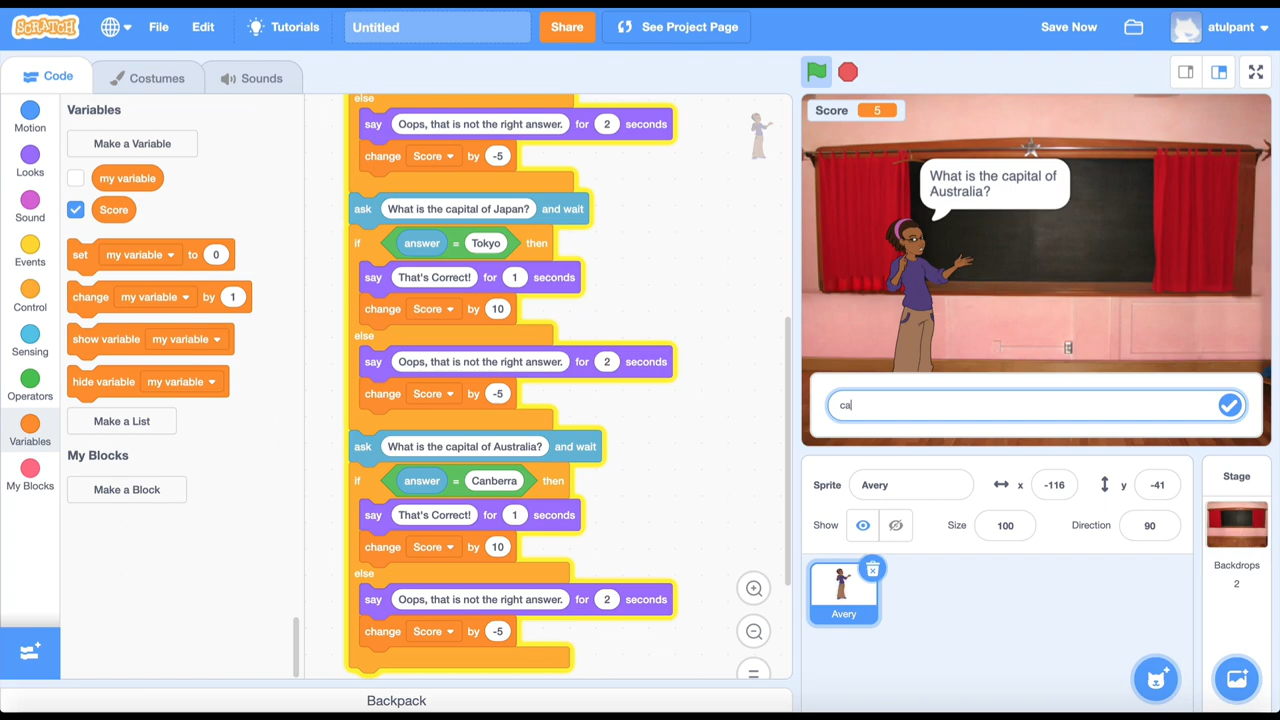 SCRATCH File Edit Tutorials Untitled Share See Project Page Save Now atulpant
Code Costumes Sounds
Motion
Looks
Sound
Events
Control
Sensing
Operators
Variables
My Blocks
Variables
Make a Variable
my variable
Score
set my variable to 0
change my variable by 1
show variable my variable
hide variable my variable
Make a List
My Blocks
Make a Block
else
say Oops, that is not the right answer. for 2 seconds
change Score by -5
ask What is the capital of Japan? and wait
if answer = Tokyo then
say That's Correct! for 1 seconds
change Score by 10
else
say Oops, that is not the right answer. for 2 seconds
change Score by -5
ask What is the capital of Australia? and wait
if answer = Canberra then
say That's Correct! for 1 seconds
change Score by 10
else
say Oops, that is not the right answer. for 2 seconds
change Score by -5
Backpack
Score 5
What is the capital of
Australia?
ca
Sprite Avery x -116 y -41
Show Size 100 Direction 90
Avery
Stage
Backdrops
2